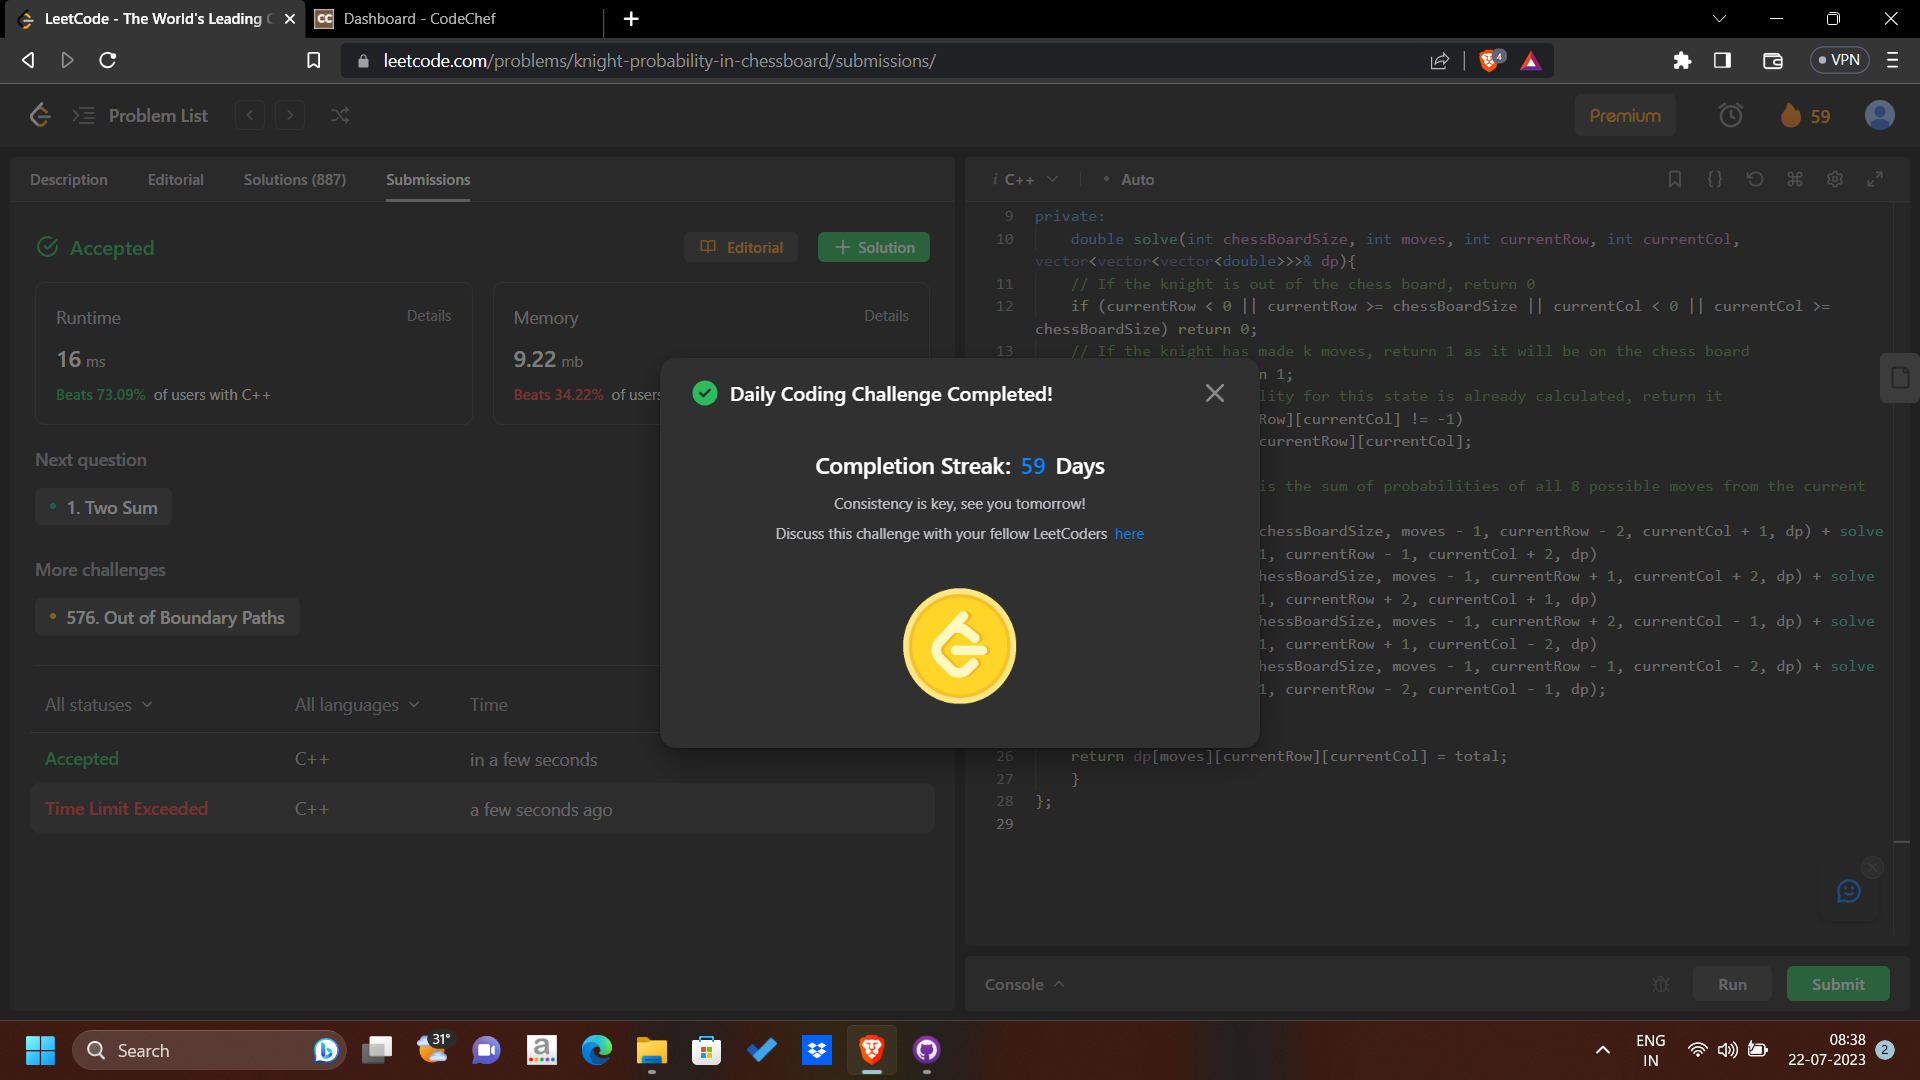 LeetCode - The World's Leading
CC Dashboard - CodeChef
leetcode.com/problems/knight-probability-in-chessboard/submissions/
4
VPN
Problem List
Premium
59
Description Editorial Solutions (887) Submissions
i C++ • Auto
Accepted
Editorial
Solution
Runtime Details
16 ms
Beats 73.09% of users with C++
Memory Details
9.22 mb
Beats 34.22% of users
Next question
1. Two Sum
More challenges
576. Out of Boundary Paths
All statuses All languages Time
Accepted C++ in a few seconds
Time Limit Exceeded C++ a few seconds ago
Daily Coding Challenge Completed!
Completion Streak: 59 Days
Consistency is key, see you tomorrow!
Discuss this challenge with your fellow LeetCoders here
9 private:
10 double solve(int chessBoardSize, int moves, int currentRow, int currentCol,
vector<vector<vector<double>>>& dp){
11 // If the knight is out of the chess board, return 0
12 if (currentRow < 0 || currentRow >= chessBoardSize || currentCol < 0 || currentCol >=
chessBoardSize) return 0;
13 // If the knight has made k moves, return 1 as it will be on the chess board
n 1;
lity for this state is already calculated, return it
Row][currentCol] != -1)
currentRow][currentCol];
is the sum of probabilities of all 8 possible moves from the current
chessBoardSize, moves - 1, currentRow - 2, currentCol + 1, dp) + solve
1, currentRow - 1, currentCol + 2, dp)
hessBoardSize, moves - 1, currentRow + 1, currentCol + 2, dp) + solve
1, currentRow + 2, currentCol + 1, dp)
hessBoardSize, moves - 1, currentRow + 2, currentCol - 1, dp) + solve
1, currentRow + 1, currentCol - 2, dp)
hessBoardSize, moves - 1, currentRow - 1, currentCol - 2, dp) + solve
1, currentRow - 2, currentCol - 1, dp);
26 return dp[moves][currentRow][currentCol] = total;
27 }
28 };
29
Console
Run
Submit
Search
31°
a
ENG
IN
08:38
22-07-2023
2